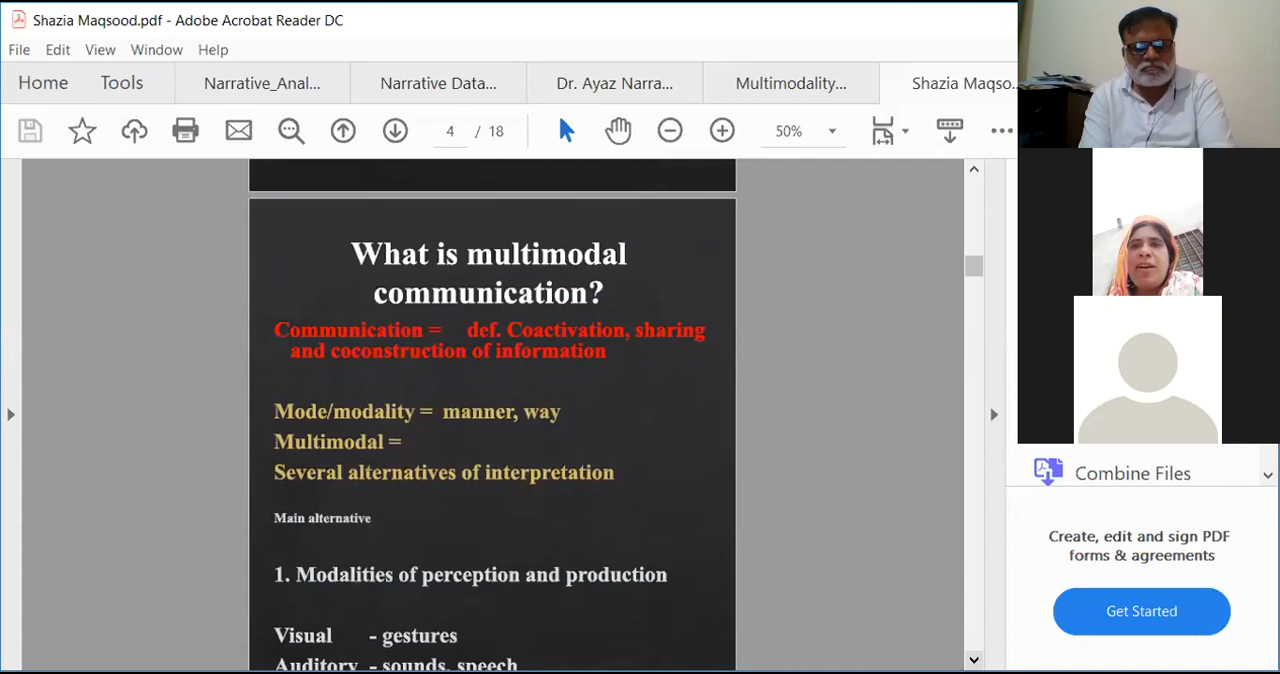 Shazia Maqsood.pdf - Adobe Acrobat Reader DC
File Edit View Window Help
Home Tools Narrative_Anal... Narrative Data... Dr. Ayaz Narra... Multimodality... Shazia Maqso...
4 / 18 50%
What is multimodal
communication?
Communication = def. Coactivation, sharing
and coconstruction of information
Mode/modality = manner, way
Multimodal =
Several alternatives of interpretation
Main alternative
1. Modalities of perception and production
Visual - gestures
Auditory - sounds, speech
Combine Files
Create, edit and sign PDF
forms & agreements
Get Started